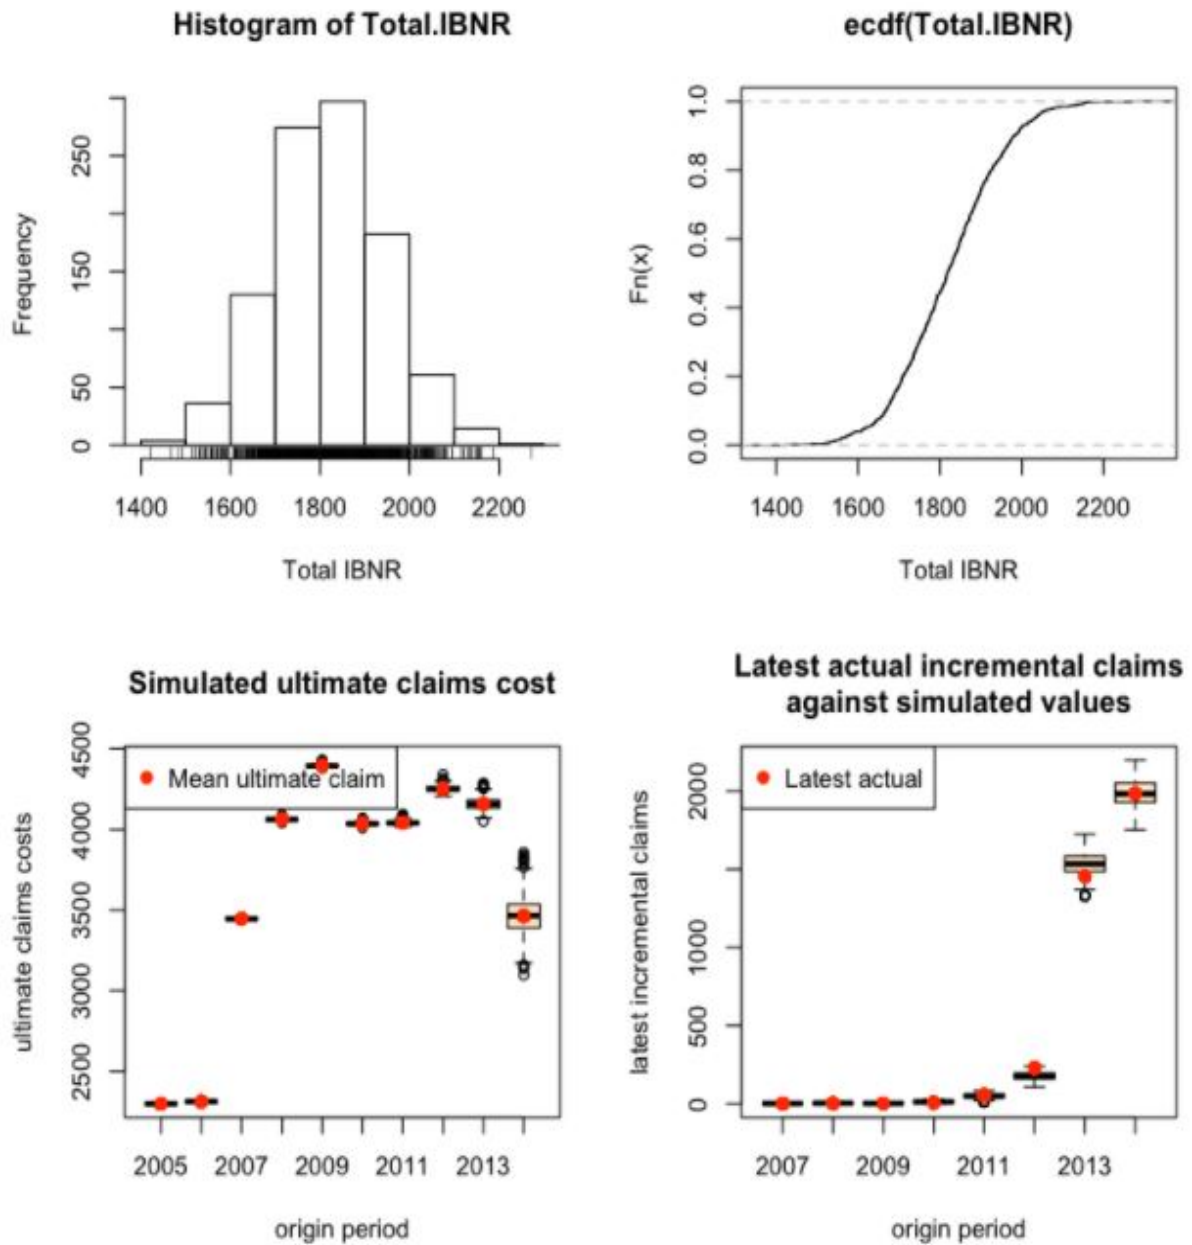 Histogram of Total.IBNR
Frequency
0
50
150
250
1400
1600
1800
2000
2200
Total IBNR
ecdf(Total.IBNR)
Fn(x)
0.0
0.2
0.4
0.6
0.8
1.0
1400
1600
1800
2000
2200
Total IBNR
Simulated ultimate claims cost
Mean ultimate claim
ultimate claims costs
2500
3000
3500
4000
4500
2005
2007
2009
2011
2013
origin period
Latest actual incremental claims
against simulated values
Latest actual
latest incremental claims
0
500
1000
2000
2007
2009
2011
2013
origin period